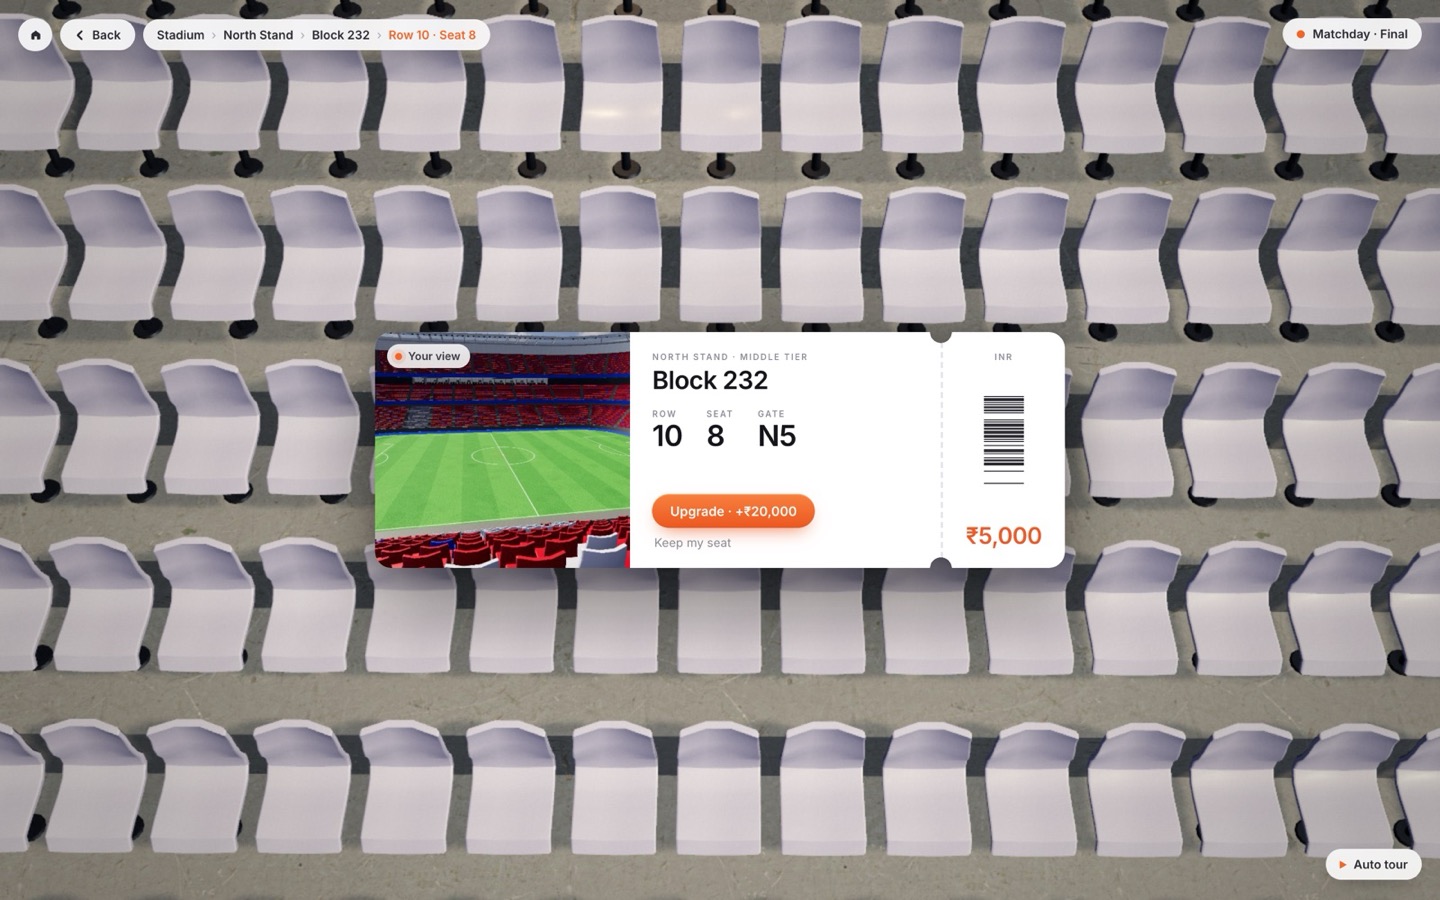 Back
Stadium › North Stand › Block 232 › Row 10 · Seat 8
Matchday · Final
Your view
NORTH STAND · MIDDLE TIER
Block 232
ROW SEAT GATE
10 8 N5
Upgrade · +₹20,000
Keep my seat
INR
₹5,000
Auto tour